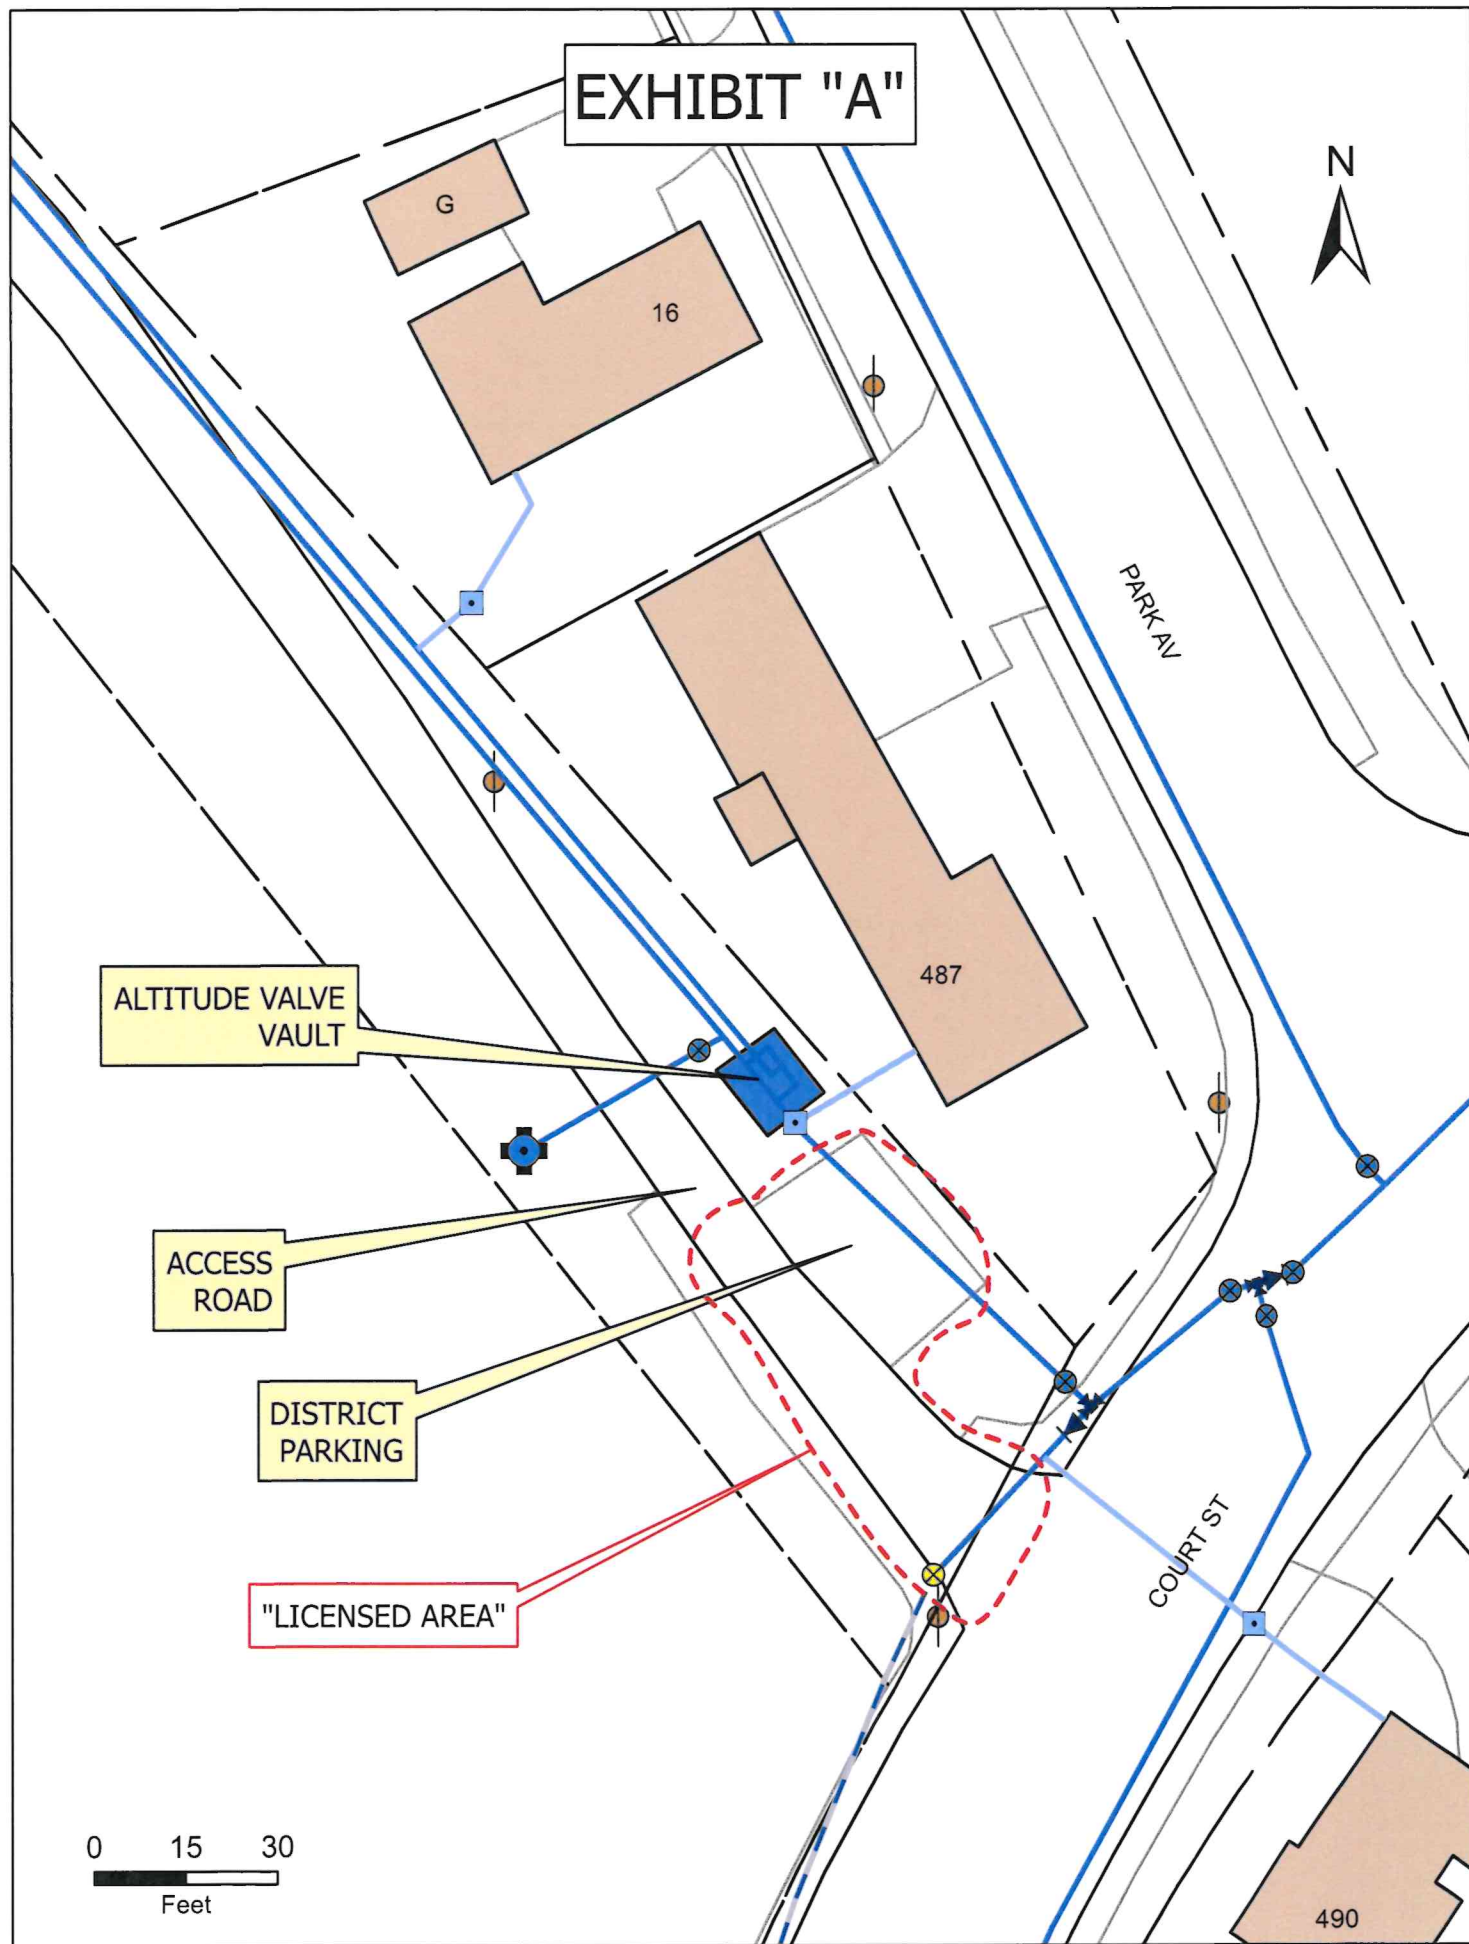 EXHIBIT "A"
N
G
16
PARK AV
487
ALTITUDE VALVE
VAULT
ACCESS
ROAD
DISTRICT
PARKING
"LICENSED AREA"
COURT ST
0 15 30
Feet
490